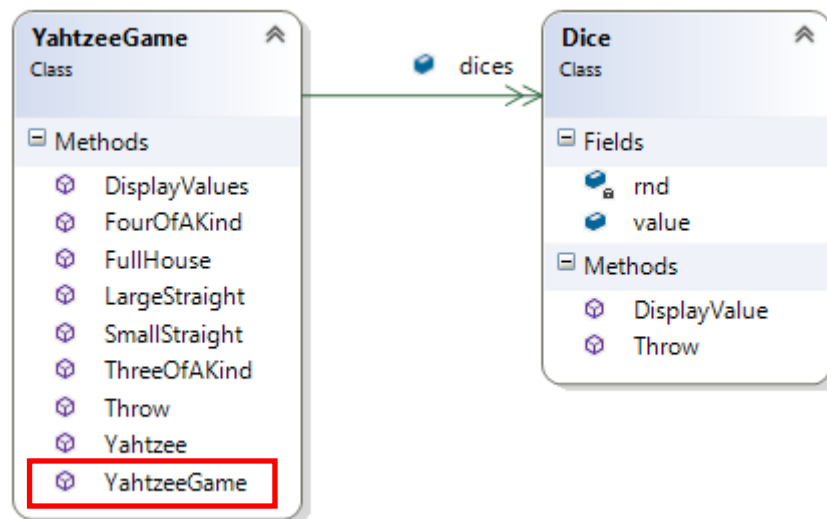 YahtzeeGame
Class
Methods
DisplayValues
FourOfAKind
FullHouse
LargeStraight
SmallStraight
ThreeOfAKind
Throw
Yahtzee
YahtzeeGame
dices
Dice
Class
Fields
rnd
value
Methods
DisplayValue
Throw